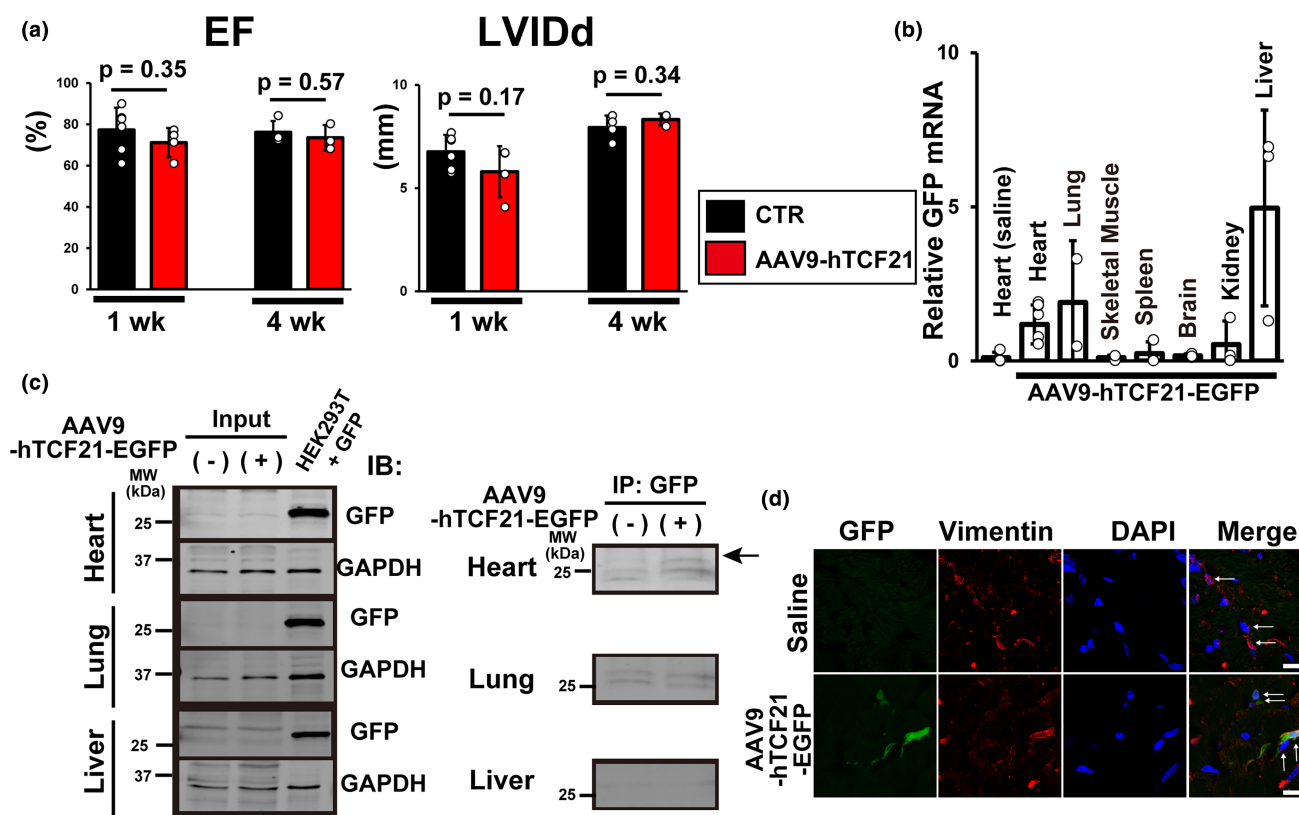 (a)
EF
p = 0.35
p = 0.57
(%)
100
80
60
40
20
0
1 wk
4 wk
LVIDd
p = 0.17
p = 0.34
(mm)
10
5
0
1 wk
4 wk
CTR
AAV9-hTCF21
(b)
Relative GFP mRNA
10
5
0
Heart (saline)
Heart
Lung
Skeletal Muscle
Spleen
Brain
Kidney
Liver
AAV9-hTCF21-EGFP
(c)
AAV9
-hTCF21-EGFP
Input
( - ) ( + )
HEK293T
+ GFP
IB:
MW
(kDa)
Heart
25
GFP
37
GAPDH
Lung
25
GFP
37
GAPDH
Liver
25
GFP
37
GAPDH
AAV9
-hTCF21-EGFP
IP: GFP
( - ) ( + )
MW
(kDa)
Heart
25
Lung
25
Liver
25
(d)
GFP Vimentin DAPI Merge
Saline
AAV9
-hTCF21
-EGFP